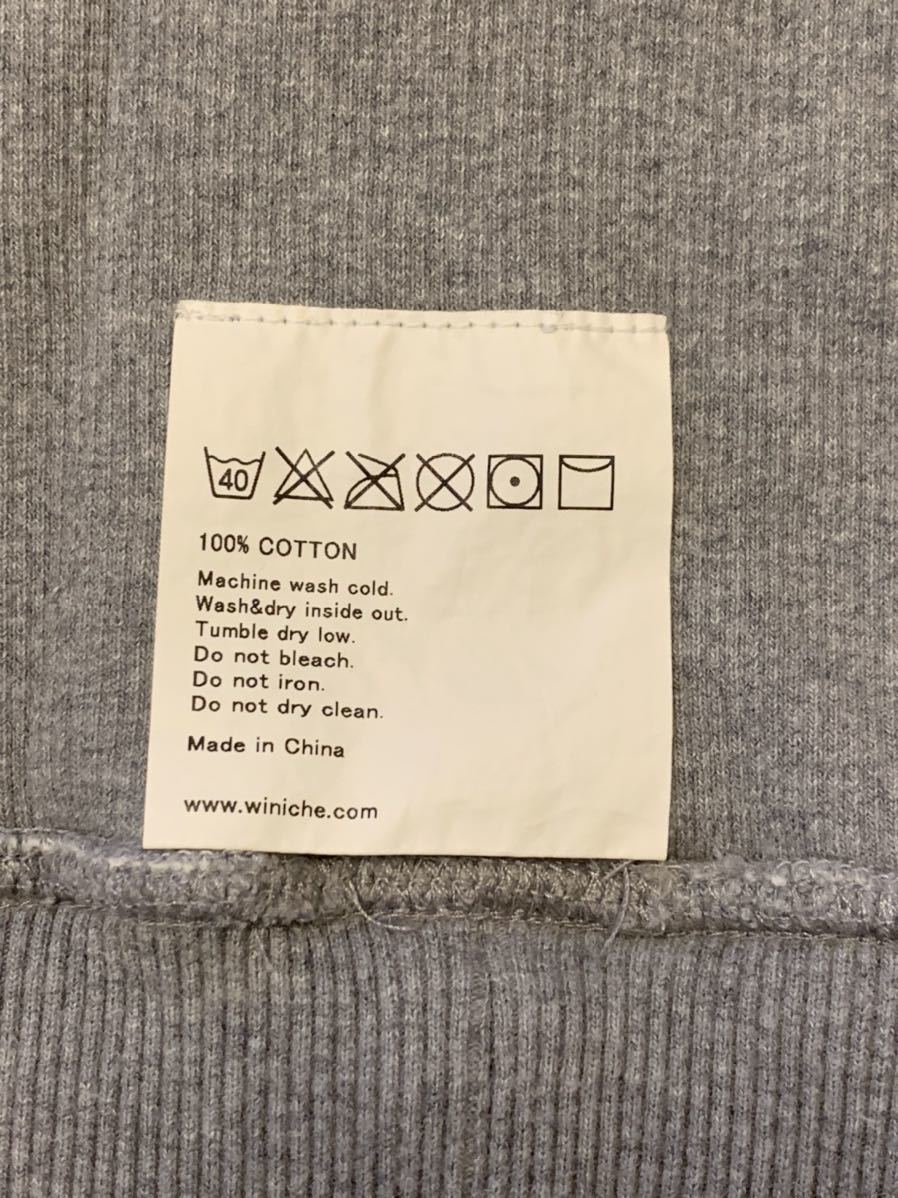 40
100% COTTON
Machine wash cold.
Wash&dry inside out.
Tumble dry low.
Do not bleach.
Do not iron.
Do not dry clean.
Made in China
www.winiche.com